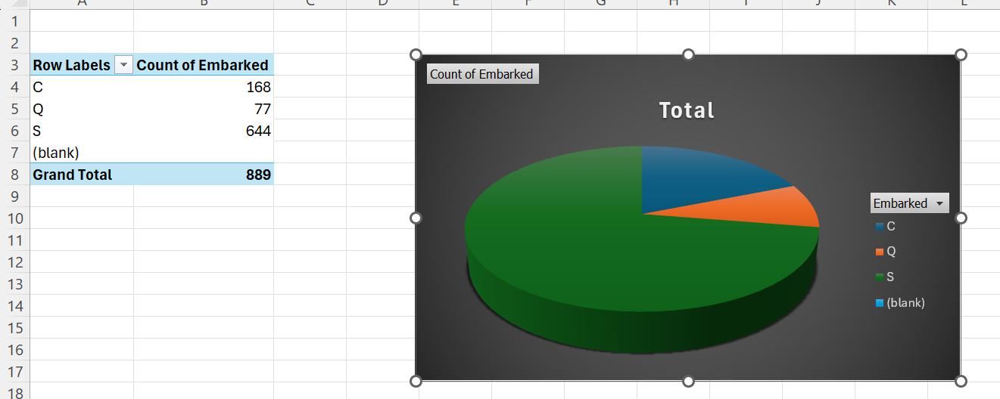 A B C D E F G H I J K L
1
2
3 Row Labels Count of Embarked
4 C 168
5 Q 77
6 S 644
7 (blank)
8 Grand Total 889
9
10
11
12
13
14
15
16
17
18
Count of Embarked
Total
Embarked
C
Q
S
(blank)